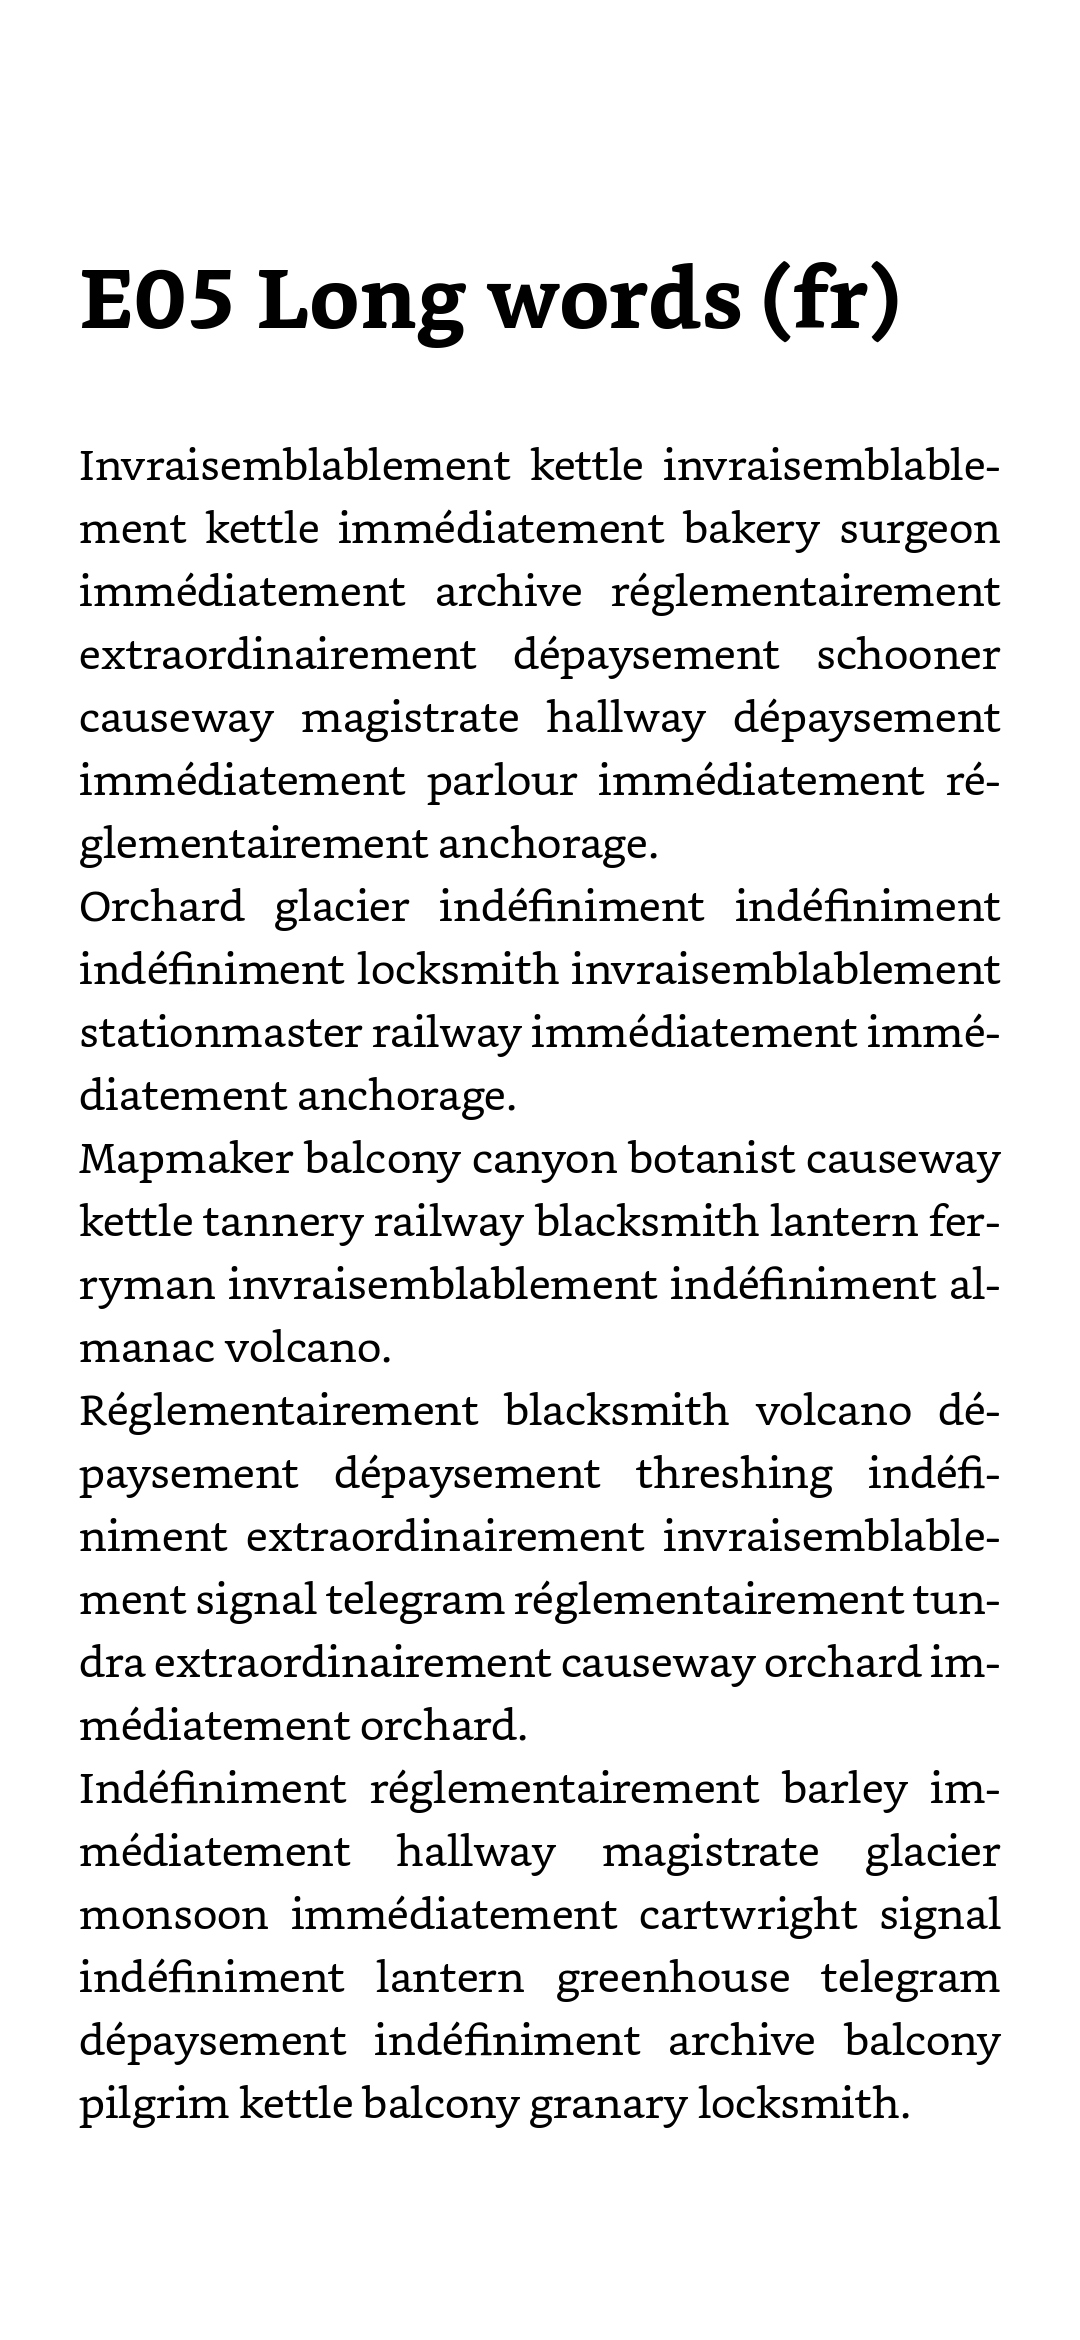 E05 Long words (fr)
Invraisemblablement kettle invraisemblable-
ment kettle immédiatement bakery surgeon
immédiatement archive réglementairement
extraordinairement dépaysement schooner
causeway magistrate hallway dépaysement
immédiatement parlour immédiatement ré-
glementairement anchorage.
Orchard glacier indéfiniment indéfiniment
indéfiniment locksmith invraisemblablement
stationmaster railway immédiatement immé-
diatement anchorage.
Mapmaker balcony canyon botanist causeway
kettle tannery railway blacksmith lantern fer-
ryman invraisemblablement indéfiniment al-
manac volcano.
Réglementairement blacksmith volcano dé-
paysement dépaysement threshing indéfi-
niment extraordinairement invraisemblable-
ment signal telegram réglementairement tun-
dra extraordinairement causeway orchard im-
médiatement orchard.
Indéfiniment réglementairement barley im-
médiatement hallway magistrate glacier
monsoon immédiatement cartwright signal
indéfiniment lantern greenhouse telegram
dépaysement indéfiniment archive balcony
pilgrim kettle balcony granary locksmith.